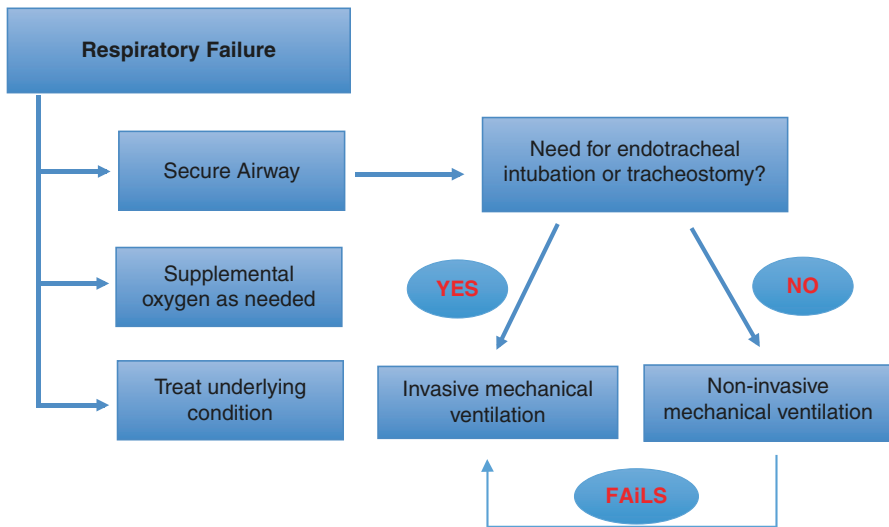 Respiratory Failure
Secure Airway
Need for endotracheal
intubation or tracheostomy?
Supplemental
oxygen as needed
YES
NO
Treat underlying
condition
Invasive mechanical
ventilation
Non-invasive
mechanical ventilation
FAiLS